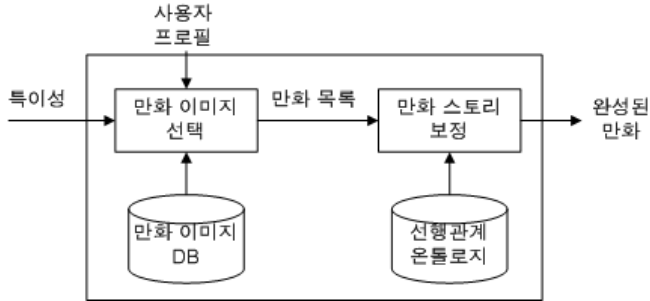 사용자
프로필
특이성
만화 이미지
선택
만화 목록
만화 스토리
보정
완성된
만화
만화 이미지
DB
선행관계
온톨로지